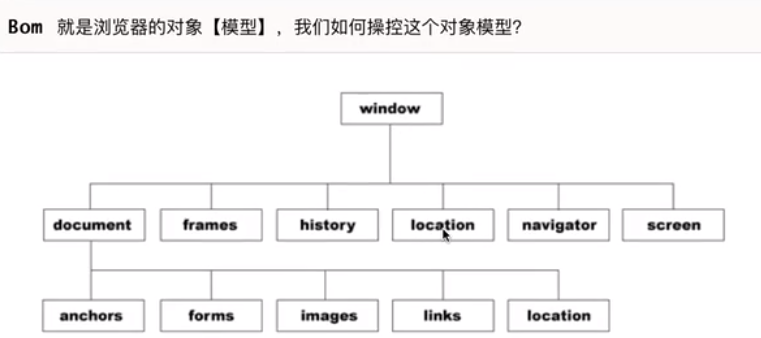 Bom 就是浏览器的对象【模型】，我们如何操控这个对象模型？
window
document frames history location navigator screen
anchors forms images links location